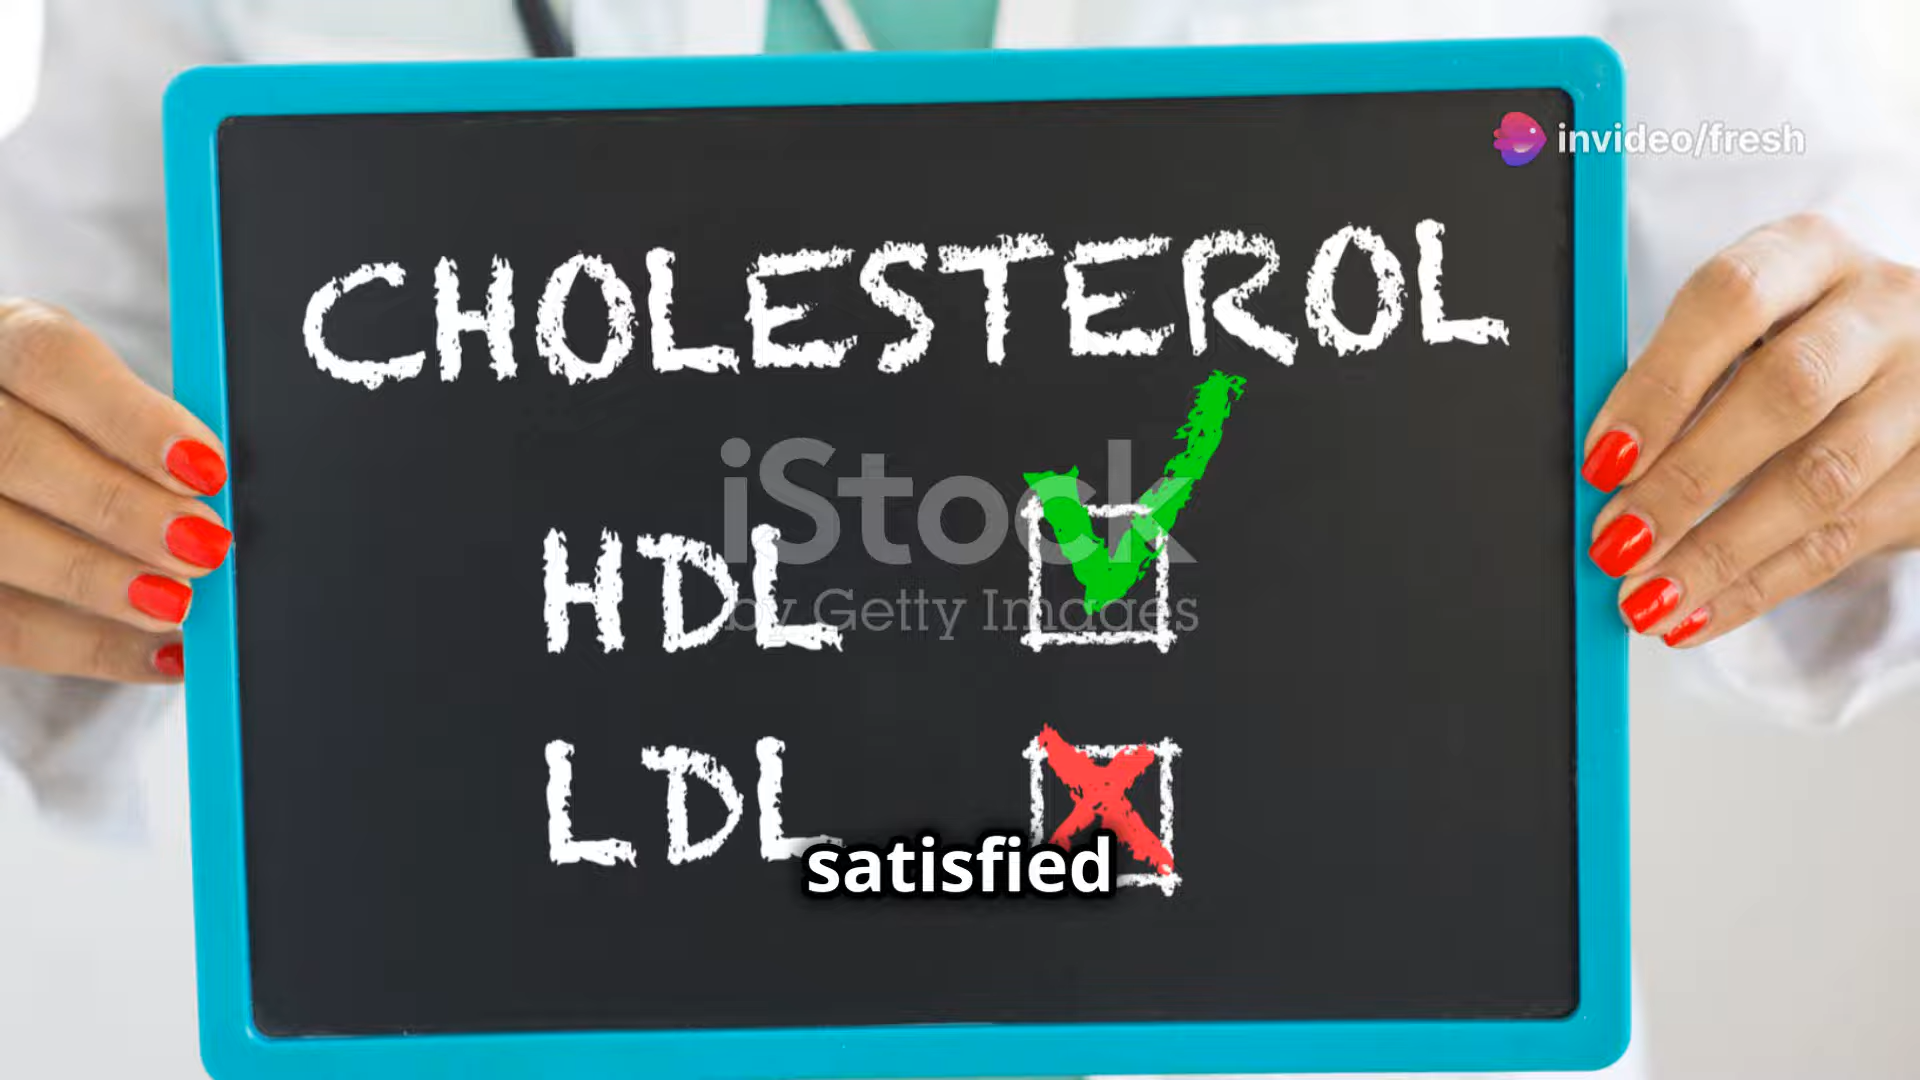 invideo/fresh
CHOLESTEROL
iStock
by Getty Images
HDL
LDL
satisfied